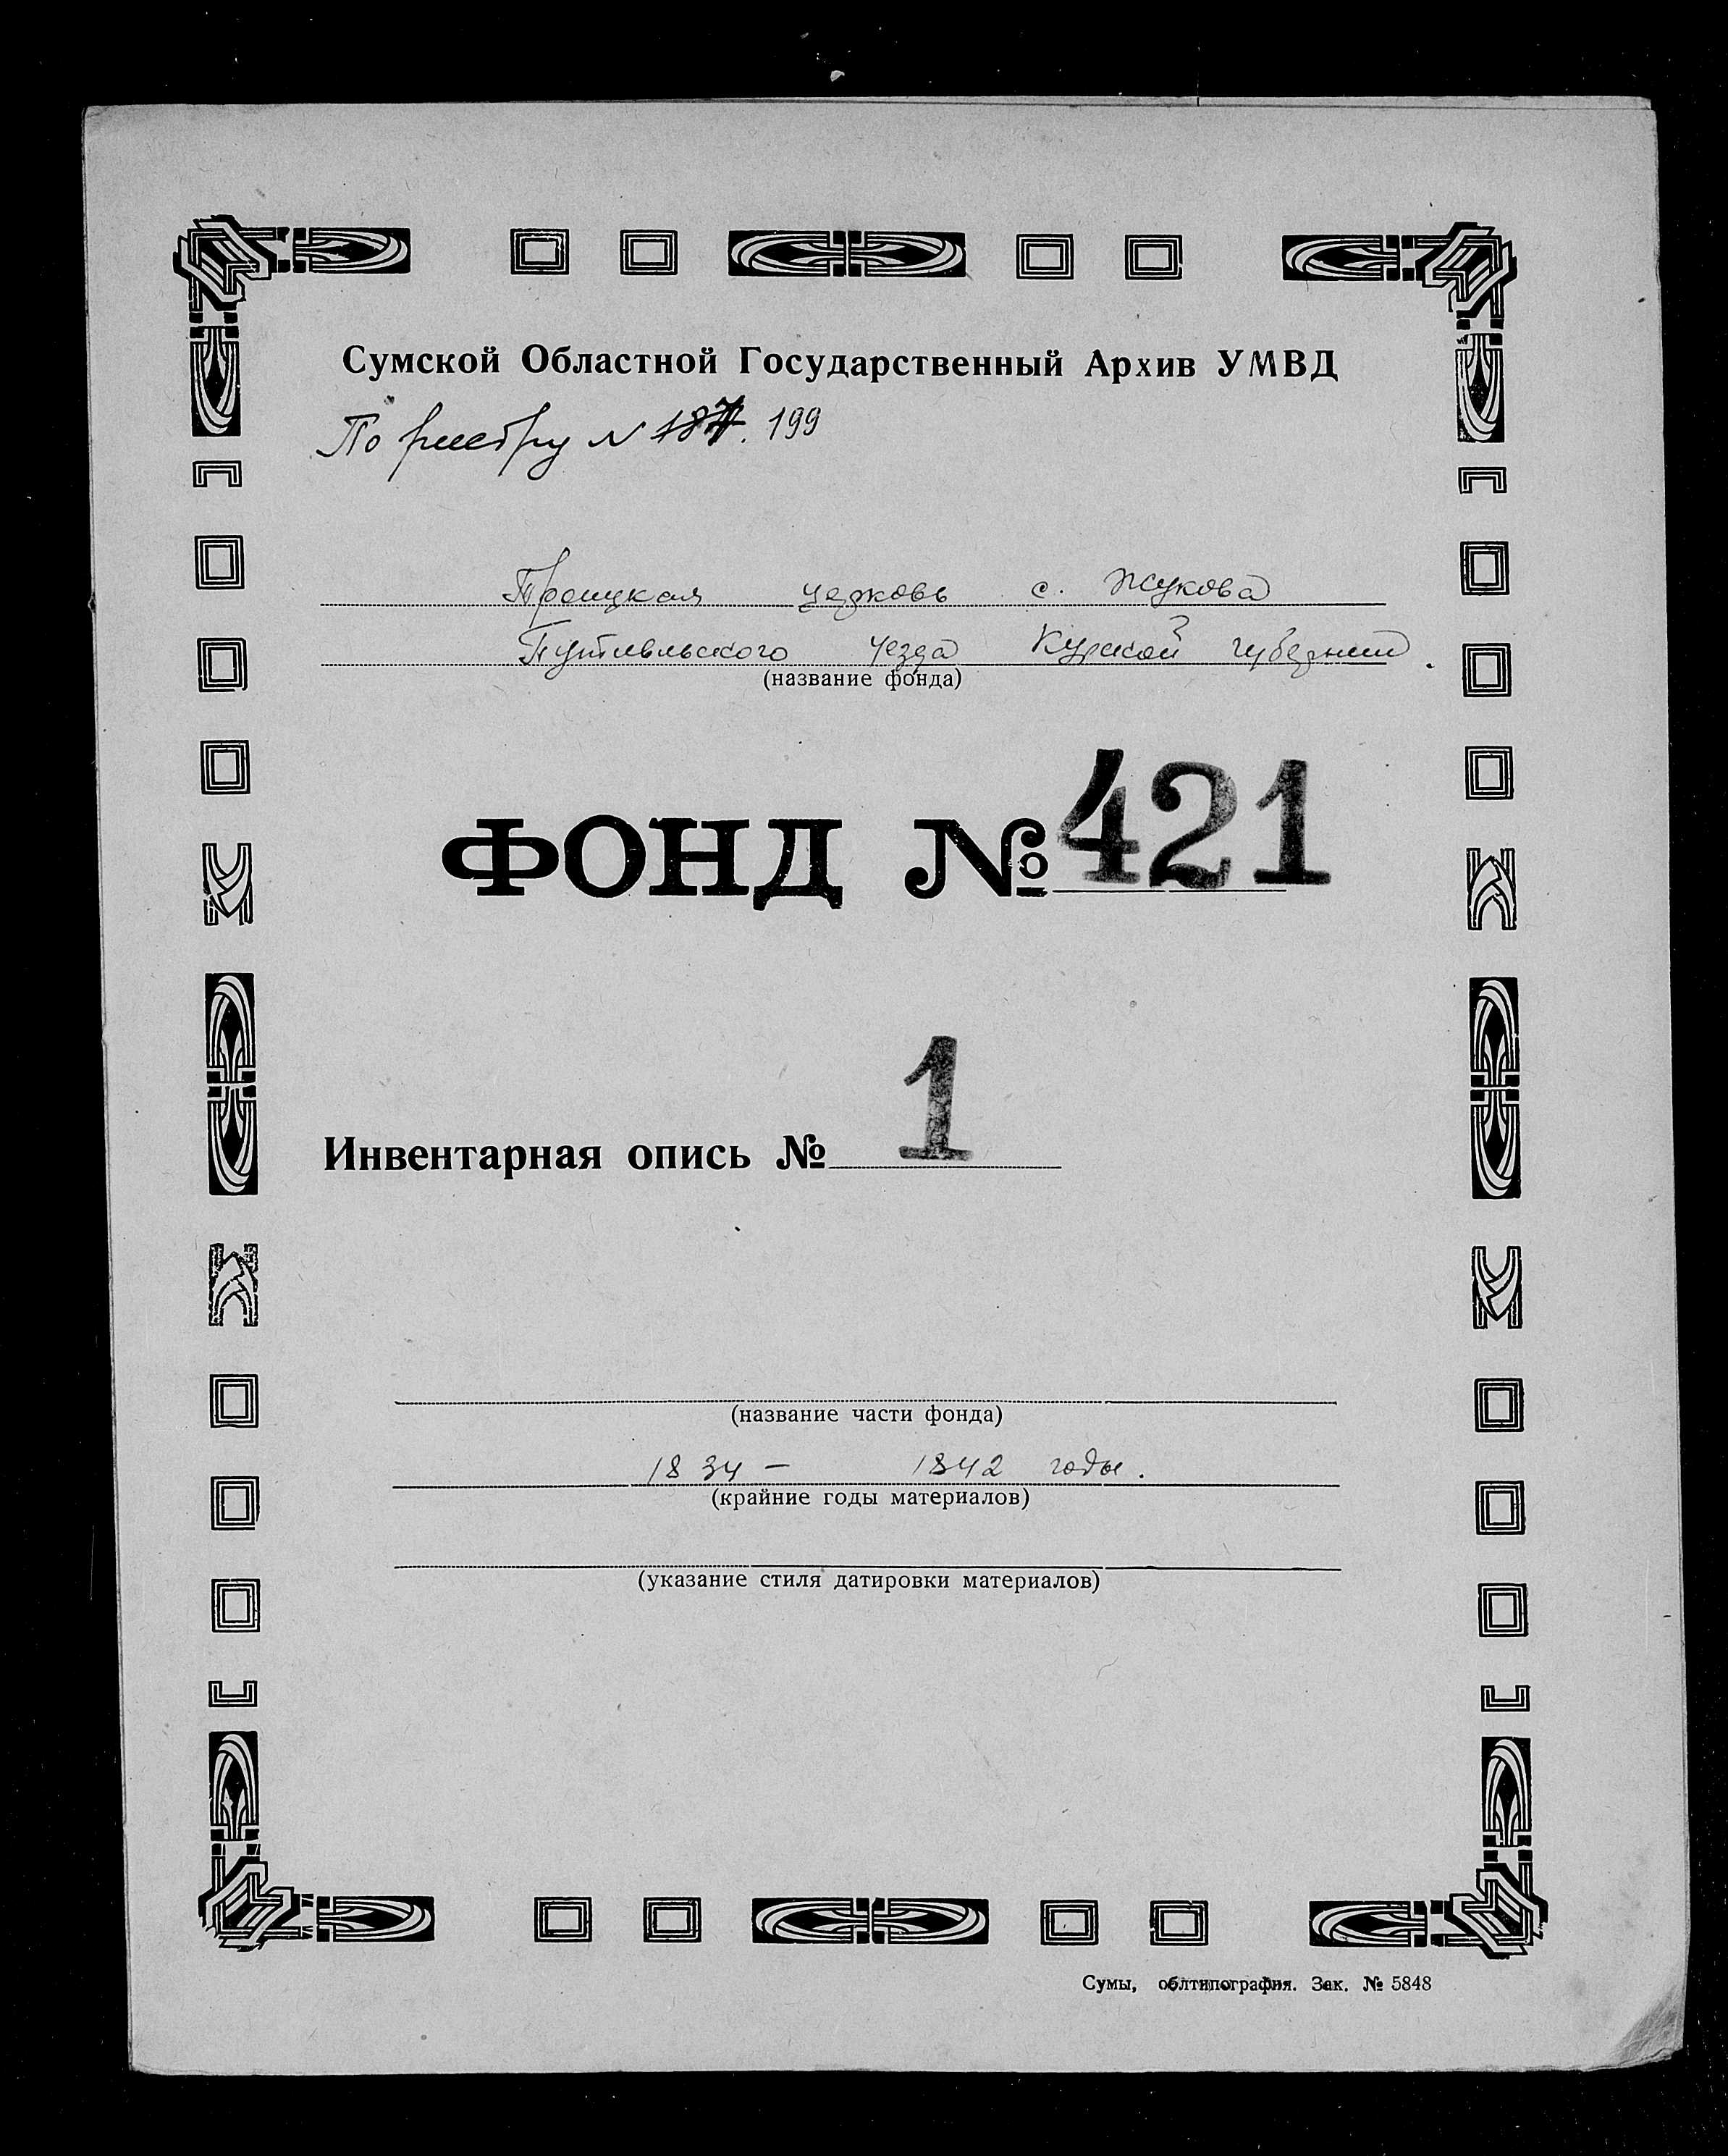 Сумской Областной Государственный Архив УМВД
По реестру N 187. 199
Троицкая церковь с. Жукова
Путивльского уезда Курской губернии.
(название фонда)
ФОНД № 421
Инвентарная опись № 1
(название части фонда)
1834 – 1842 годы.
(крайние годы материалов)
(указание стиля датировки материалов)
Сумы, облтипография. Зак. № 5848